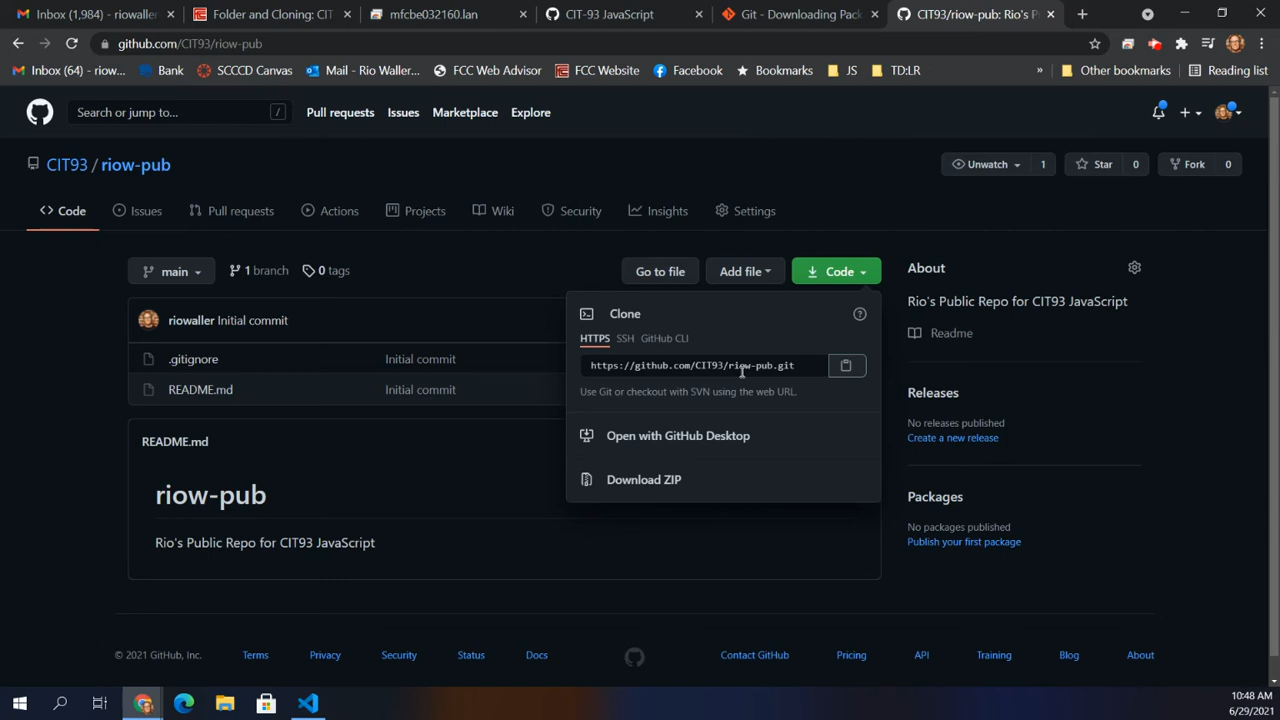 Inbox (1,984) - riowaller
Folder and Cloning: CIT
mfcbe032160.lan
CIT-93 JavaScript
Git - Downloading Pack
CIT93/riow-pub: Rio's P
github.com/CIT93/riow-pub
Inbox (64) - riow...
Bank
SCCCD Canvas
Mail - Rio Waller...
FCC Web Advisor
FCC Website
Facebook
Bookmarks
JS
TD:LR
»
Other bookmarks
Reading list
Search or jump to...
/
Pull requests
Issues
Marketplace
Explore
CIT93 / riow-pub
Unwatch
1
Star
0
Fork
0
Code
Issues
Pull requests
Actions
Projects
Wiki
Security
Insights
Settings
main
1 branch
0 tags
Go to file
Add file
Code
About
riowaller Initial commit
Clone
Rio's Public Repo for CIT93 JavaScript
HTTPS SSH GitHub CLI
Readme
.gitignore
Initial commit
https://github.com/CIT93/riow-pub.git
README.md
Initial commit
Use Git or checkout with SVN using the web URL.
Releases
No releases published
Create a new release
README.md
Open with GitHub Desktop
Download ZIP
riow-pub
Packages
No packages published
Publish your first package
Rio's Public Repo for CIT93 JavaScript
© 2021 GitHub, Inc.
Terms
Privacy
Security
Status
Docs
Contact GitHub
Pricing
API
Training
Blog
About
10:48 AM
6/29/2021